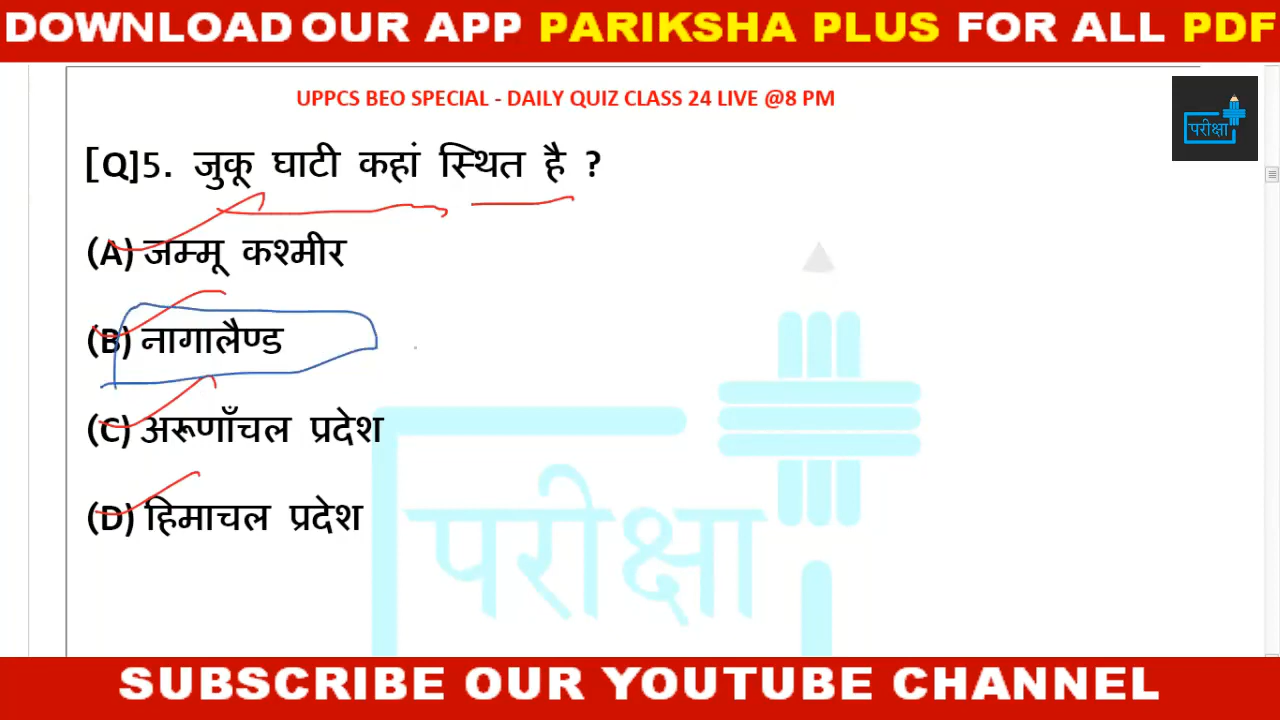 DOWNLOAD OUR APP PARIKSHA PLUS FOR ALL PDF
UPPCS BEO SPECIAL - DAILY QUIZ CLASS 24 LIVE @8 PM
परीक्षा
[Q]5. जुकू घाटी कहां स्थित है ?
(A) जम्मू कश्मीर
(B) नागालैण्ड
(C) अरूणाँचल प्रदेश
(D) हिमाचल प्रदेश
परीक्षा
SUBSCRIBE OUR YOUTUBE CHANNEL